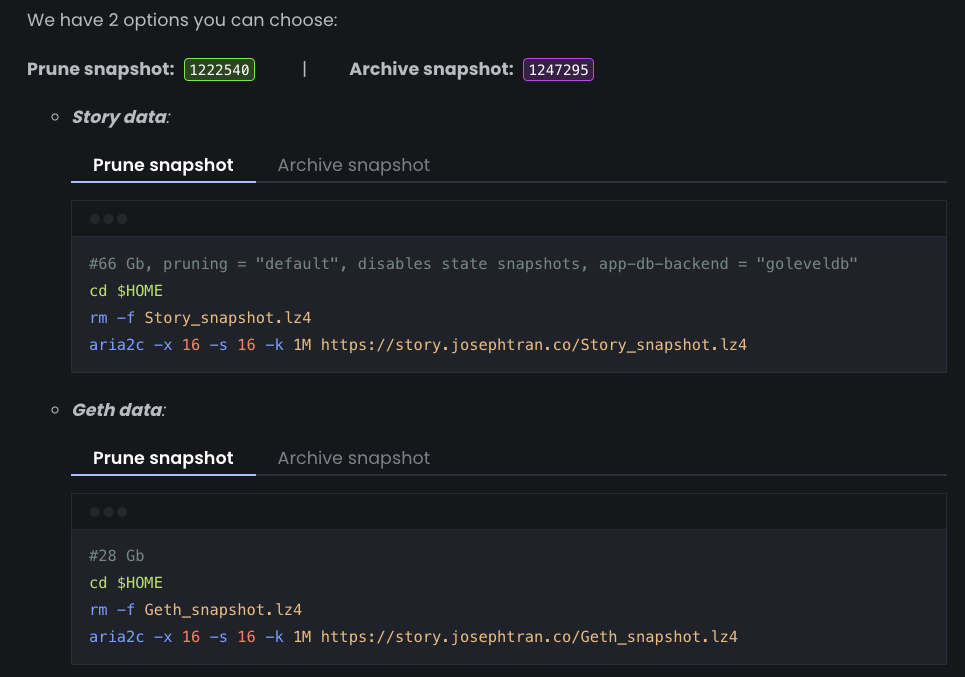 We have 2 options you can choose:
Prune snapshot: 1222540 | Archive snapshot: 1247295
Story data:
Prune snapshot Archive snapshot
#66 Gb, pruning = "default", disables state snapshots, app-db-backend = "goleveldb"
cd $HOME
rm -f Story_snapshot.lz4
aria2c -x 16 -s 16 -k 1M https://story.josephtran.co/Story_snapshot.lz4
Geth data:
Prune snapshot Archive snapshot
#28 Gb
cd $HOME
rm -f Geth_snapshot.lz4
aria2c -x 16 -s 16 -k 1M https://story.josephtran.co/Geth_snapshot.lz4